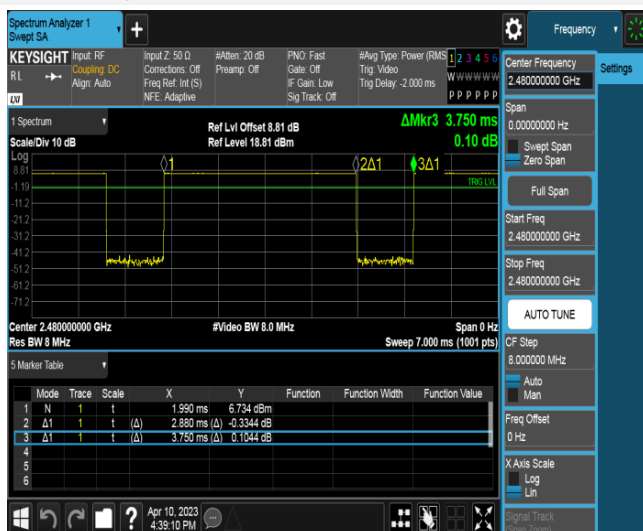 Spectrum Analyzer 1
Swept SA
+
Frequency
KEYSIGHT Input: RF Input Z: 50 Ω #Atten: 20 dB PNO: Fast #Avg Type: Power (RMS 1 2 3 4 5 6
RL Coupling: DC Corrections: Off Preamp: Off Gate: Off Trig: Video
Align: Auto Freq Ref: Int (S) IF Gain: Low Trig Delay: -2.000 ms W W W W W W
NFE: Adaptive Sig Track: Off P P P P P P
LXI
1 Spectrum
Ref Lvl Offset 8.81 dB ΔMkr3 3.750 ms
Scale/Div 10 dB Ref Level 18.81 dBm 0.10 dB
Log
1 2Δ1 3Δ1
8.81
TRIG LVL
-1.19
-11.2
-21.2
-31.2
-41.2
-51.2
-61.2
-71.2
Center 2.480000000 GHz #Video BW 8.0 MHz Span 0 Hz
Res BW 8 MHz Sweep 7.000 ms (1001 pts)
5 Marker Table
Mode Trace Scale X Y Function Function Width Function Value
1 N 1 t 1.990 ms 6.734 dBm
2 Δ1 1 t (Δ) 2.880 ms (Δ) -0.3344 dB
3 Δ1 1 t (Δ) 3.750 ms (Δ) 0.1044 dB
4
5
6
?
Apr 10, 2023
4:39:10 PM
Settings
Center Frequency
2.480000000 GHz
Span
0.00000000 Hz
Swept Span
Zero Span
Full Span
Start Freq
2.480000000 GHz
Stop Freq
2.480000000 GHz
AUTO TUNE
CF Step
8.000000 MHz
Auto
Man
Freq Offset
0 Hz
X Axis Scale
Log
Lin
Signal Track
(Span Zoom)